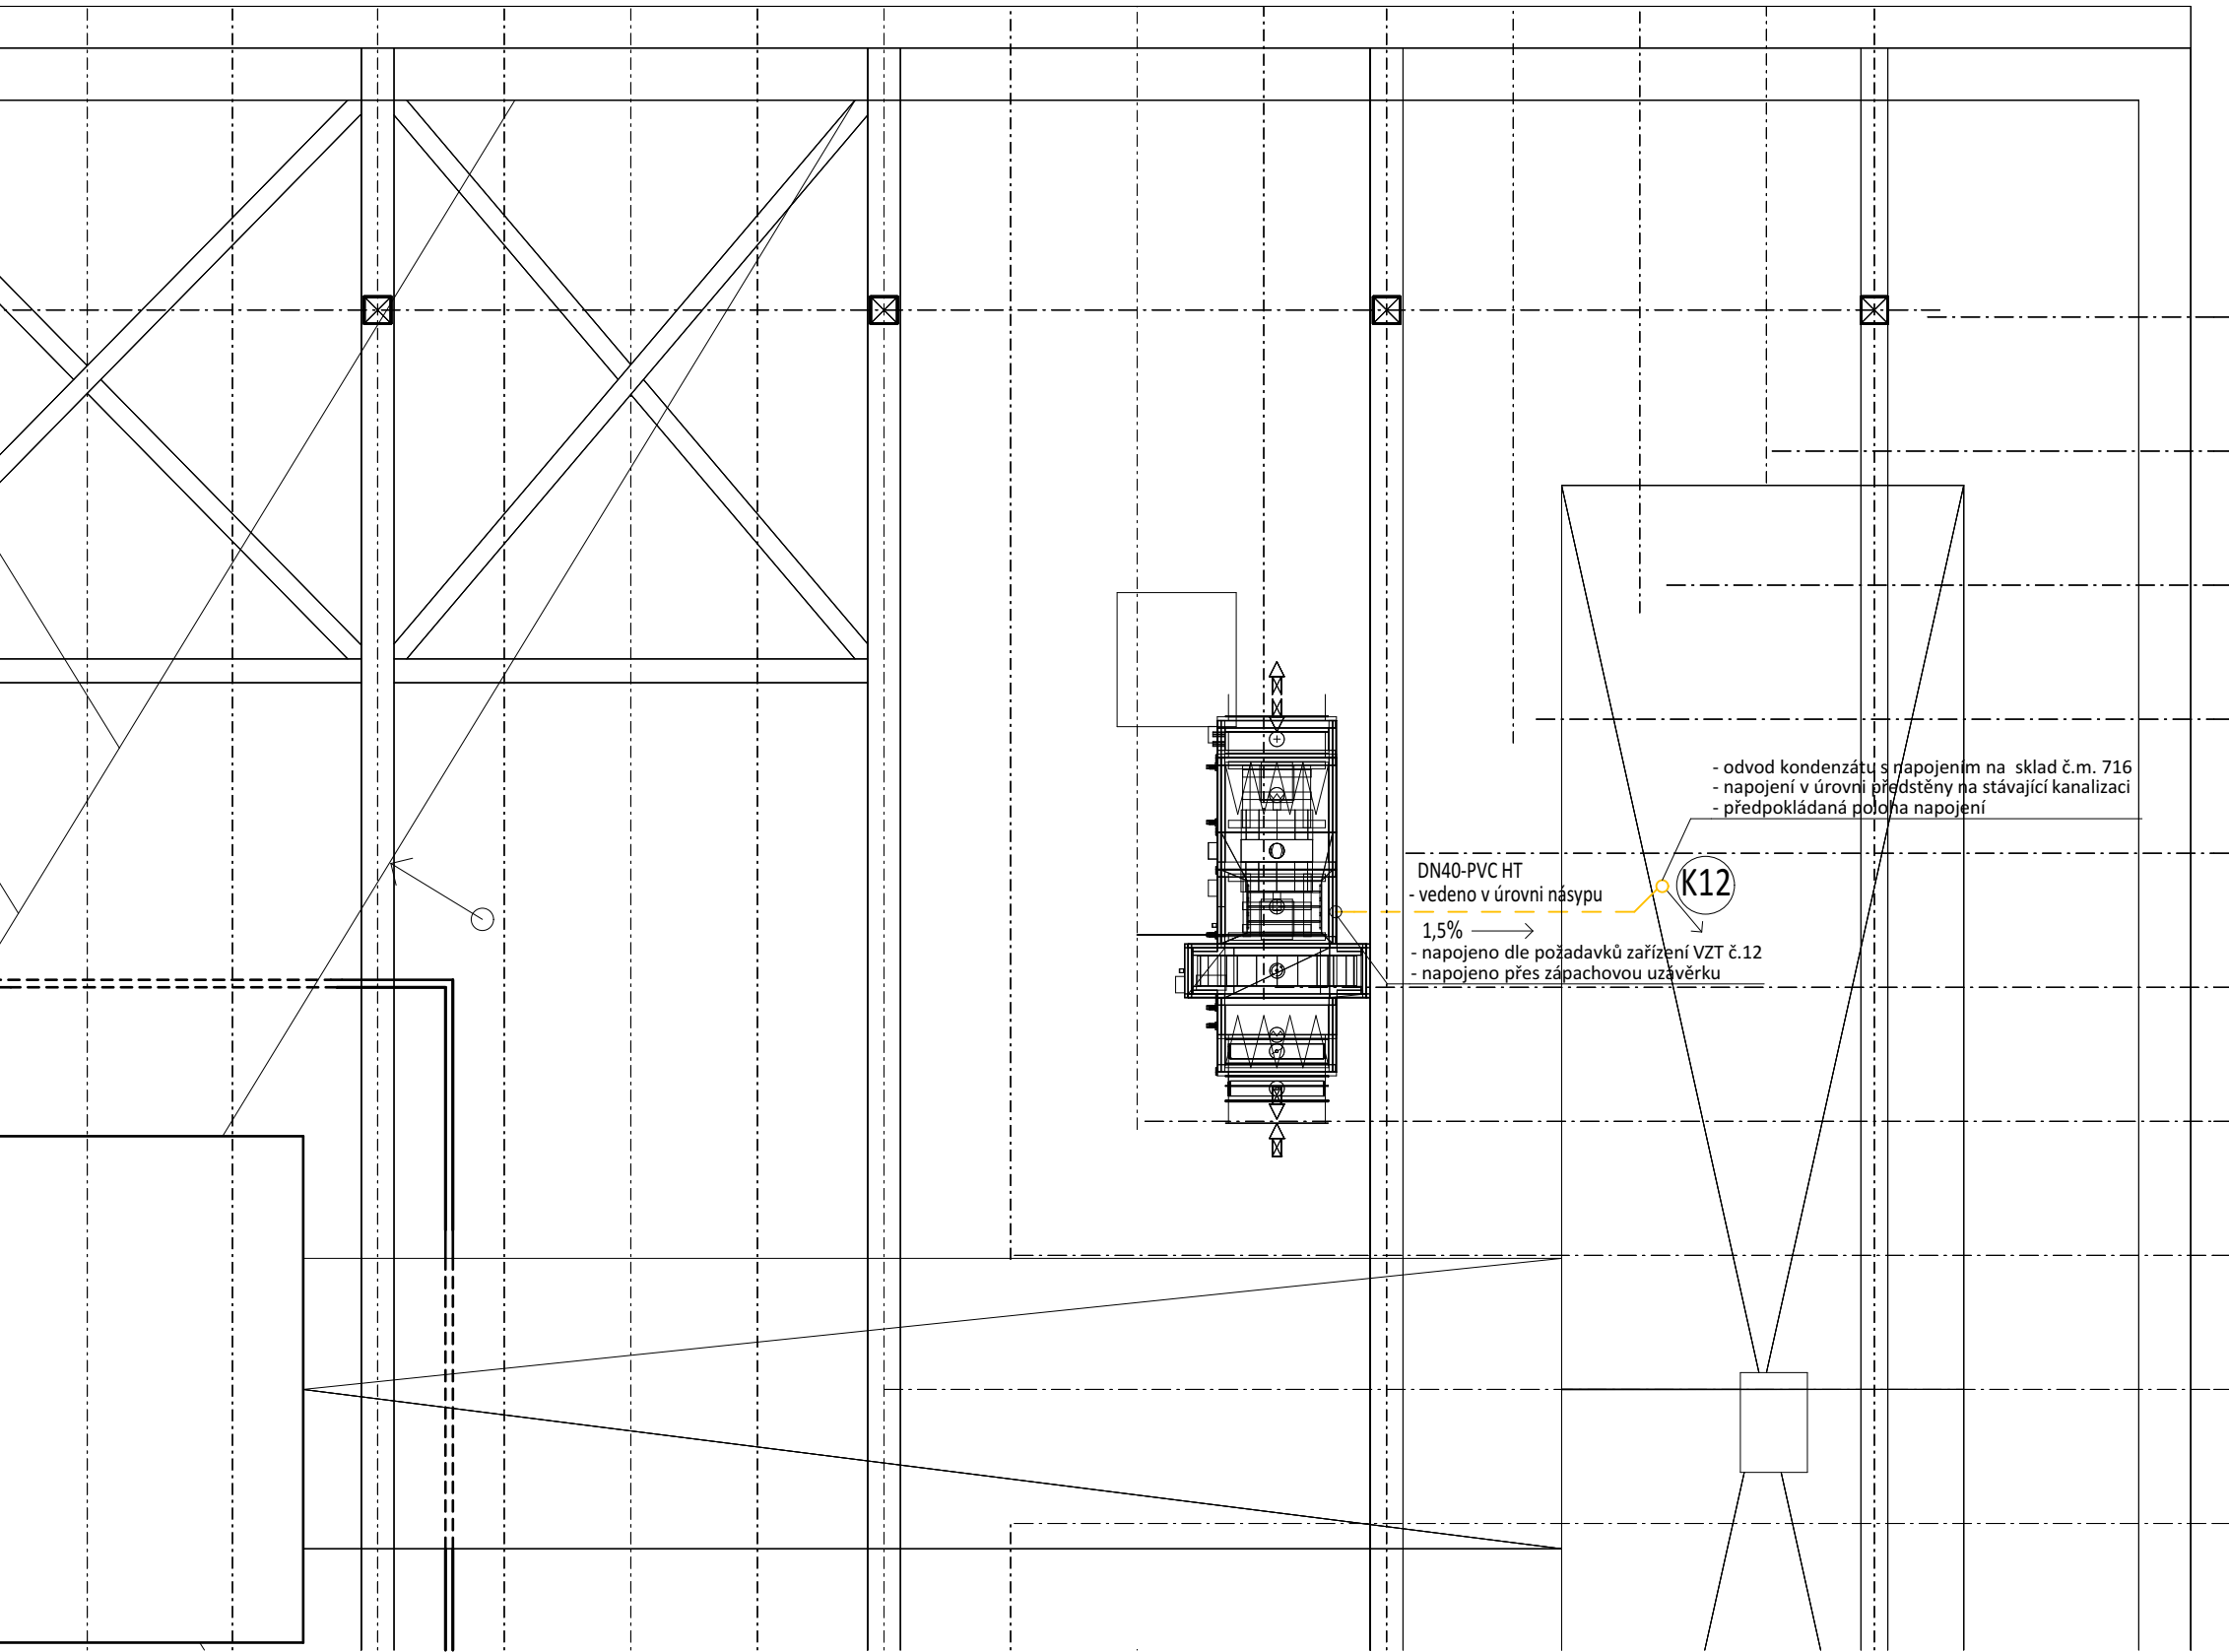 - odvod kondenzátu s napojením na sklad č.m. 716
- napojení v úrovni předstěny na stávající kanalizaci
- předpokládaná poloha napojení
DN40-PVC HT
- vedeno v úrovni násypu
K12
1,5%
- napojeno dle požadavků zařízení VZT č.12
- napojeno přes zápachovou uzávěrku